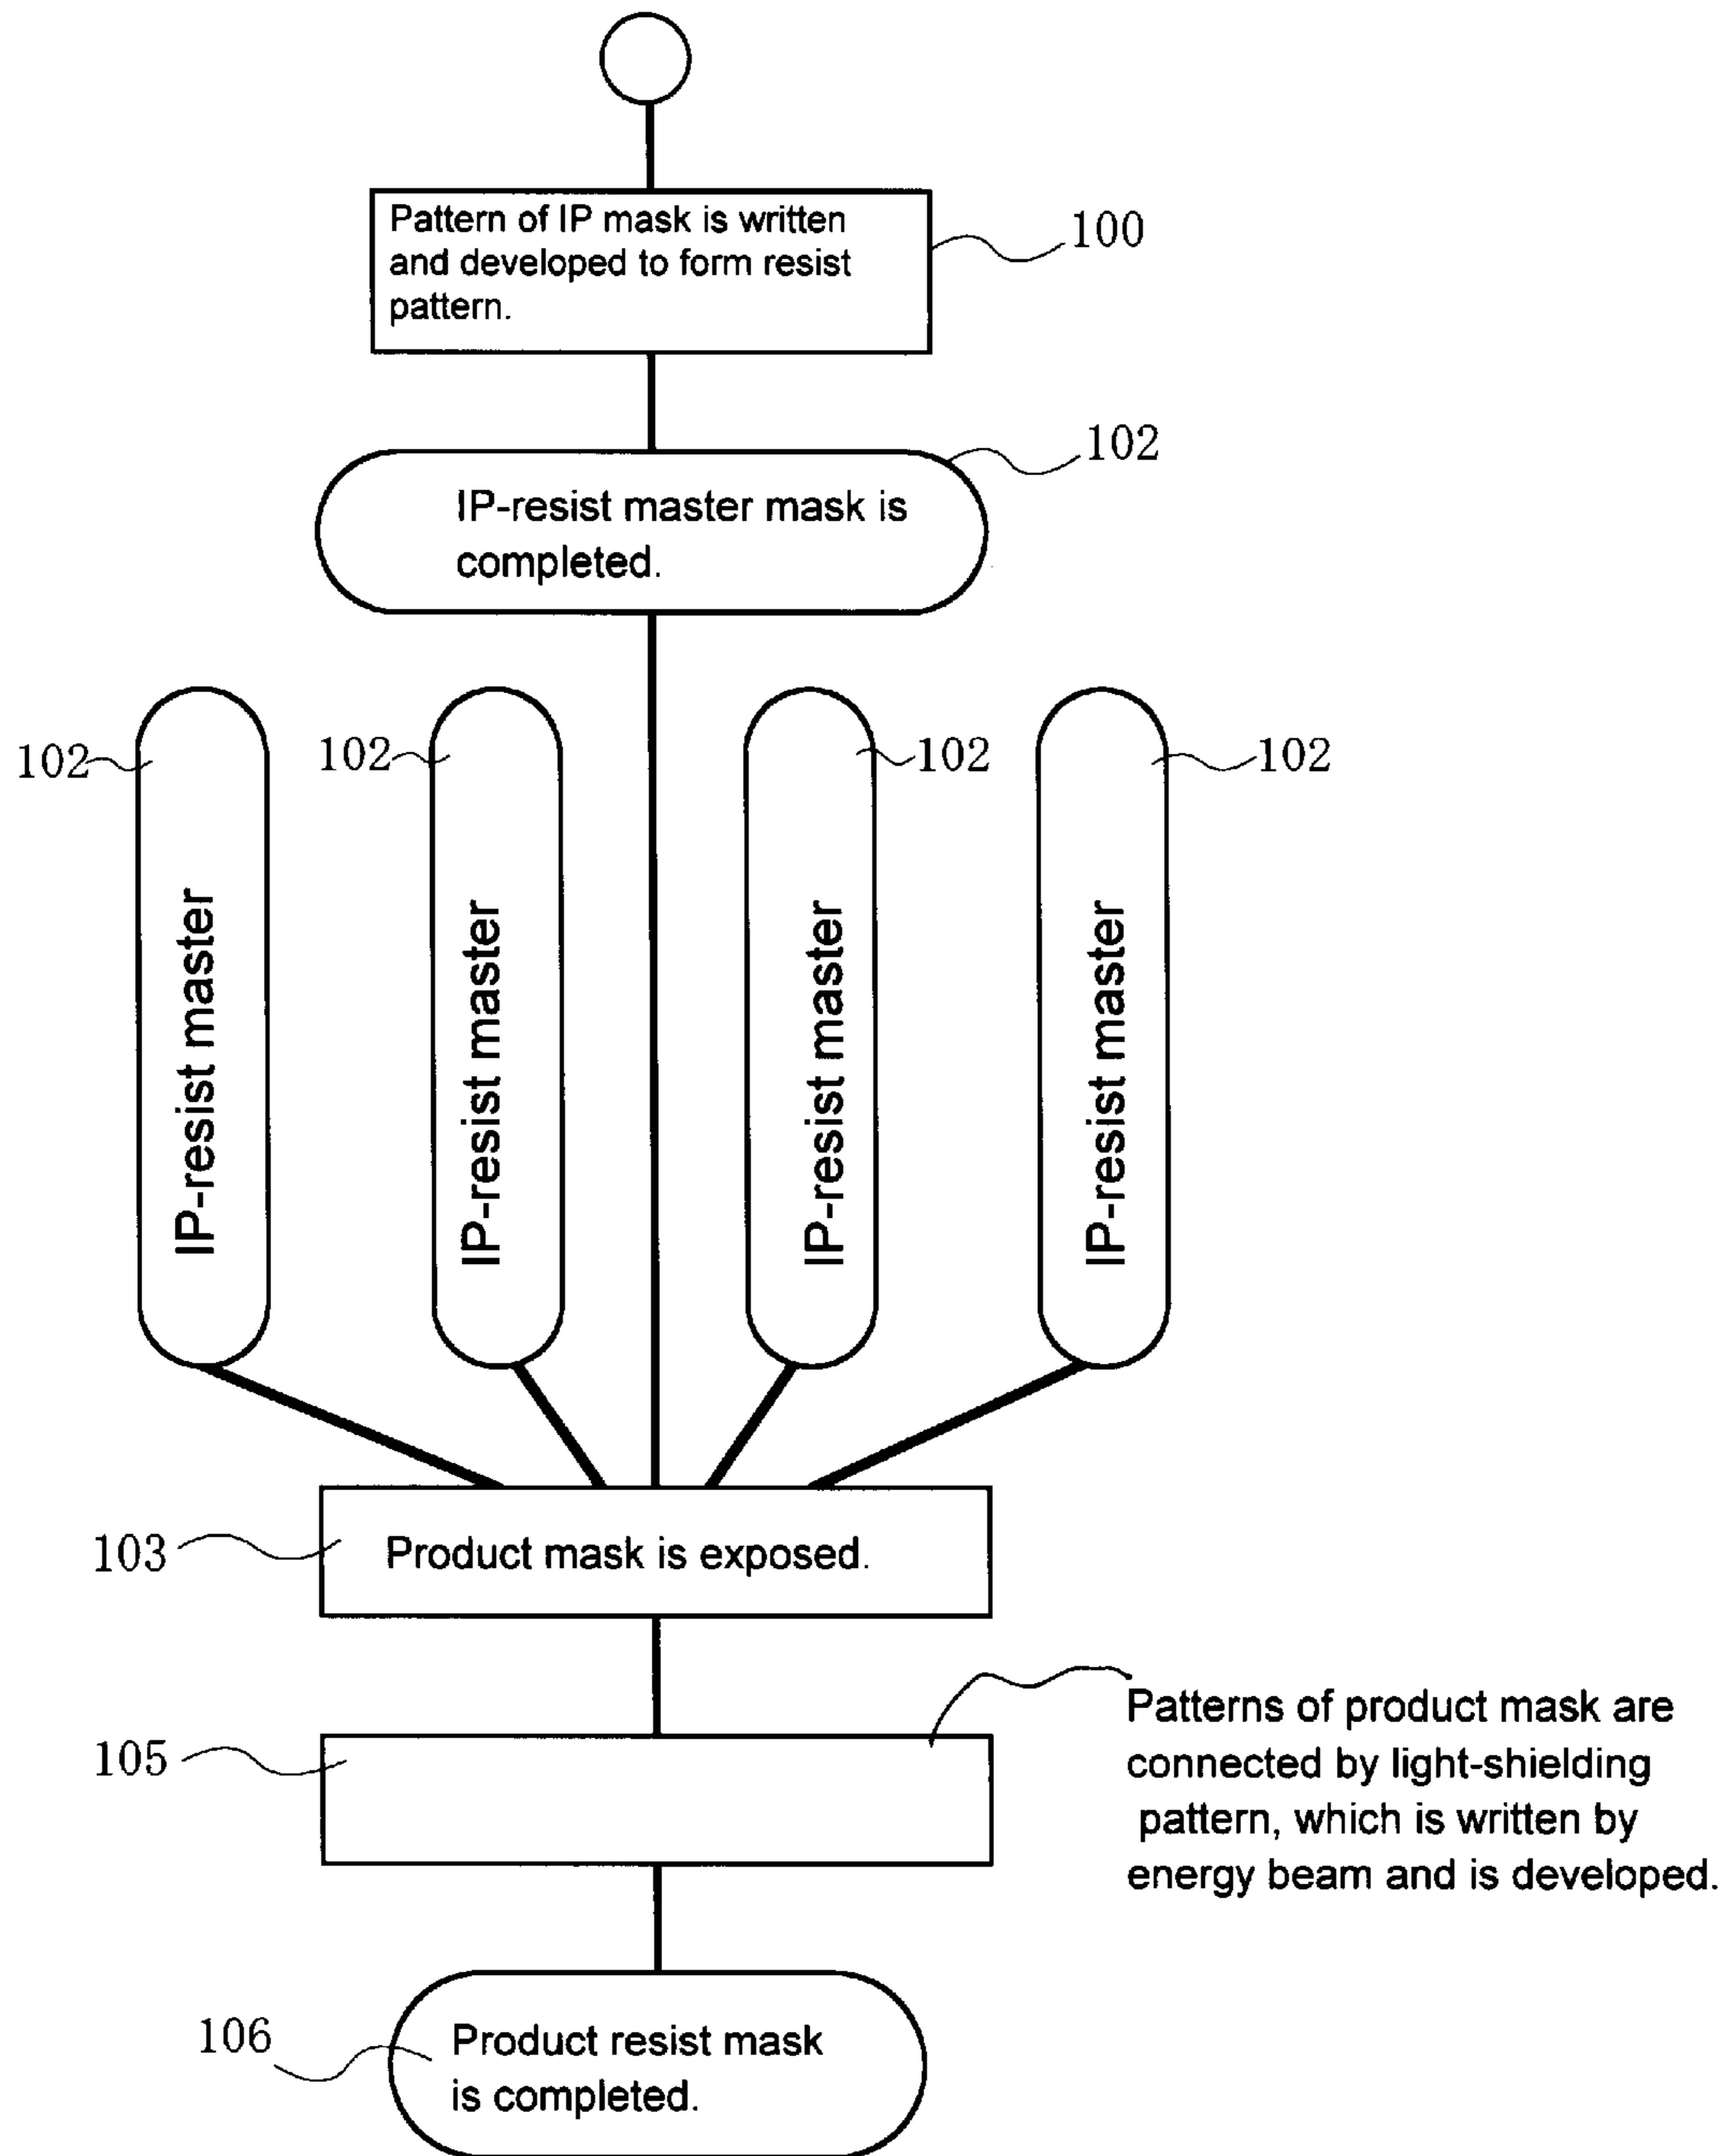 Pattern of IP mask is written
and developed to form resist
pattern.
100
102
IP-resist master mask is
completed.
102
102
102
102
IP-resist master
IP-resist master
IP-resist master
IP-resist master
103
Product mask is exposed.
105
Patterns of product mask are
connected by light-shielding
pattern, which is written by
energy beam and is developed.
106
Product resist mask
is completed.